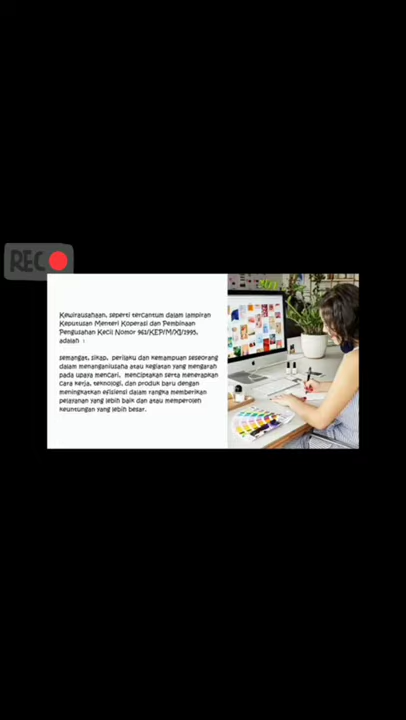 REC
Kewirausahaan, seperti tercantum dalam lampiran
Keputusan Menteri Koperasi dan Pembinaan
Pengusahan Kecil Nomor 961/KEP/M/XI/1995,
adalah :
semangat, sikap, perilaku dan kemampuan seseorang
dalam menanganiusaha atau kegiatan yang mengarah
pada upaya mencari, menciptakan serta menerapkan
cara kerja, teknologi, dan produk baru dengan
meningkatkan efisiensi dalam rangka memberikan
pelayanan yang lebih baik dan atau memperoleh
keuntungan yang lebih besar.